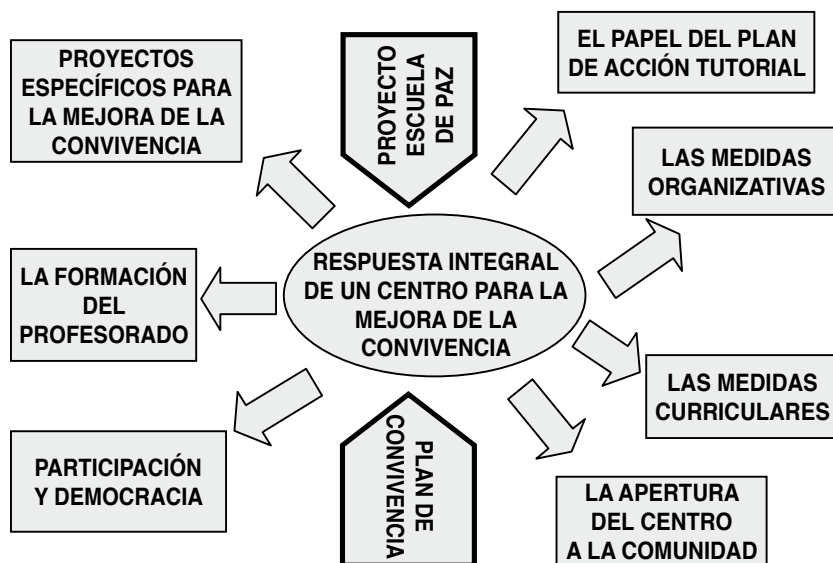 PROYECTOS
ESPECÍFICOS PARA
LA MEJORA DE LA
CONVIVENCIA
PROYECTO
ESCUELA
DE PAZ
EL PAPEL DEL PLAN
DE ACCIÓN TUTORIAL
LAS MEDIDAS
ORGANIZATIVAS
RESPUESTA INTEGRAL
DE UN CENTRO PARA LA
MEJORA DE LA
CONVIVENCIA
LA FORMACIÓN
DEL
PROFESORADO
LAS MEDIDAS
CURRICULARES
PARTICIPACIÓN
Y DEMOCRACIA
PLAN DE
CONVIVENCIA
LA APERTURA
DEL CENTRO
A LA COMUNIDAD